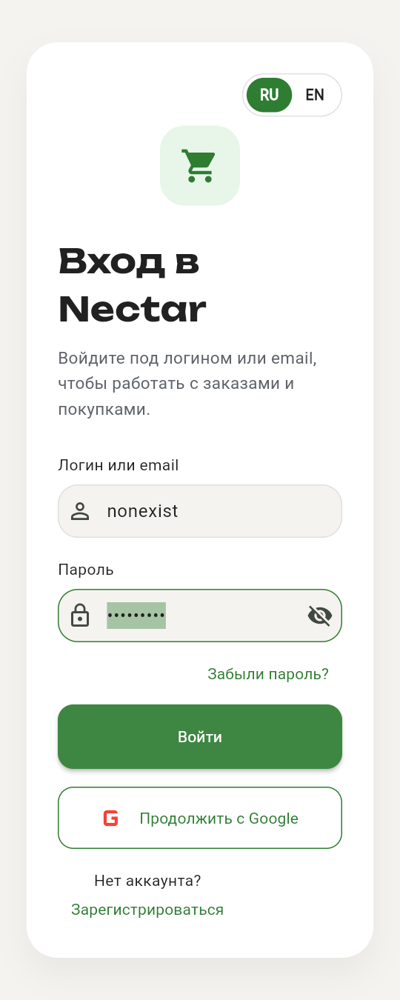 RU EN
Вход в
Nectar
Войдите под логином или email,
чтобы работать с заказами и
покупками.
Логин или email
nonexist
Пароль
•••••••••
Забыли пароль?
Войти
G Продолжить с Google
Нет аккаунта?
Зарегистрироваться